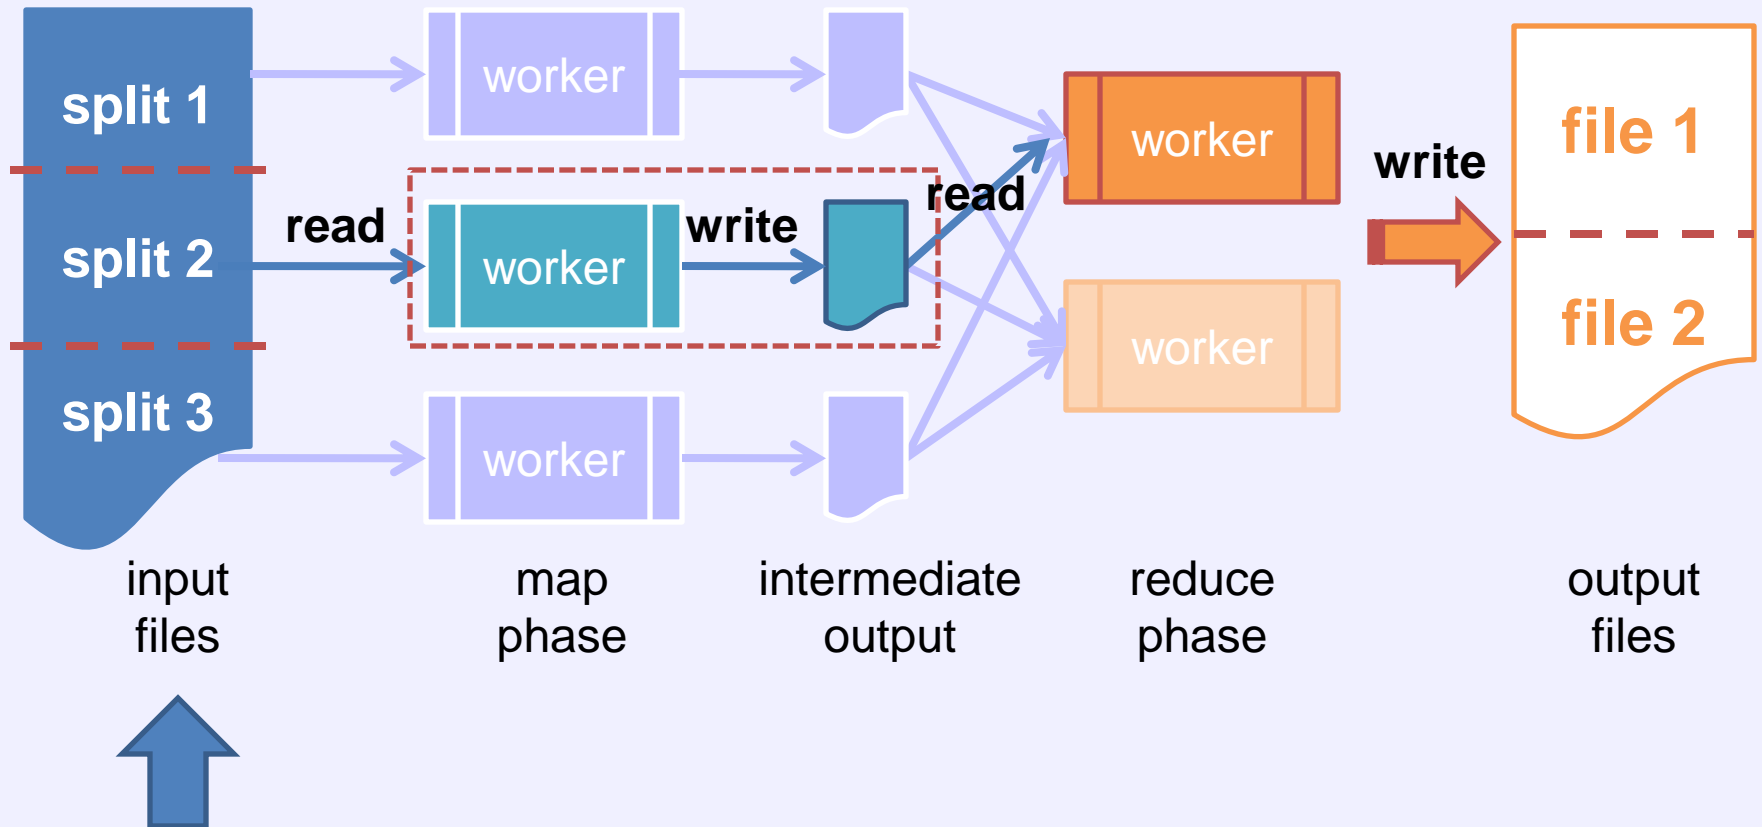 split 1
split 2
split 3
read
worker
worker
write
worker
read
worker
worker
write
file 1
file 2
input
files
map
phase
intermediate
output
reduce
phase
output
files